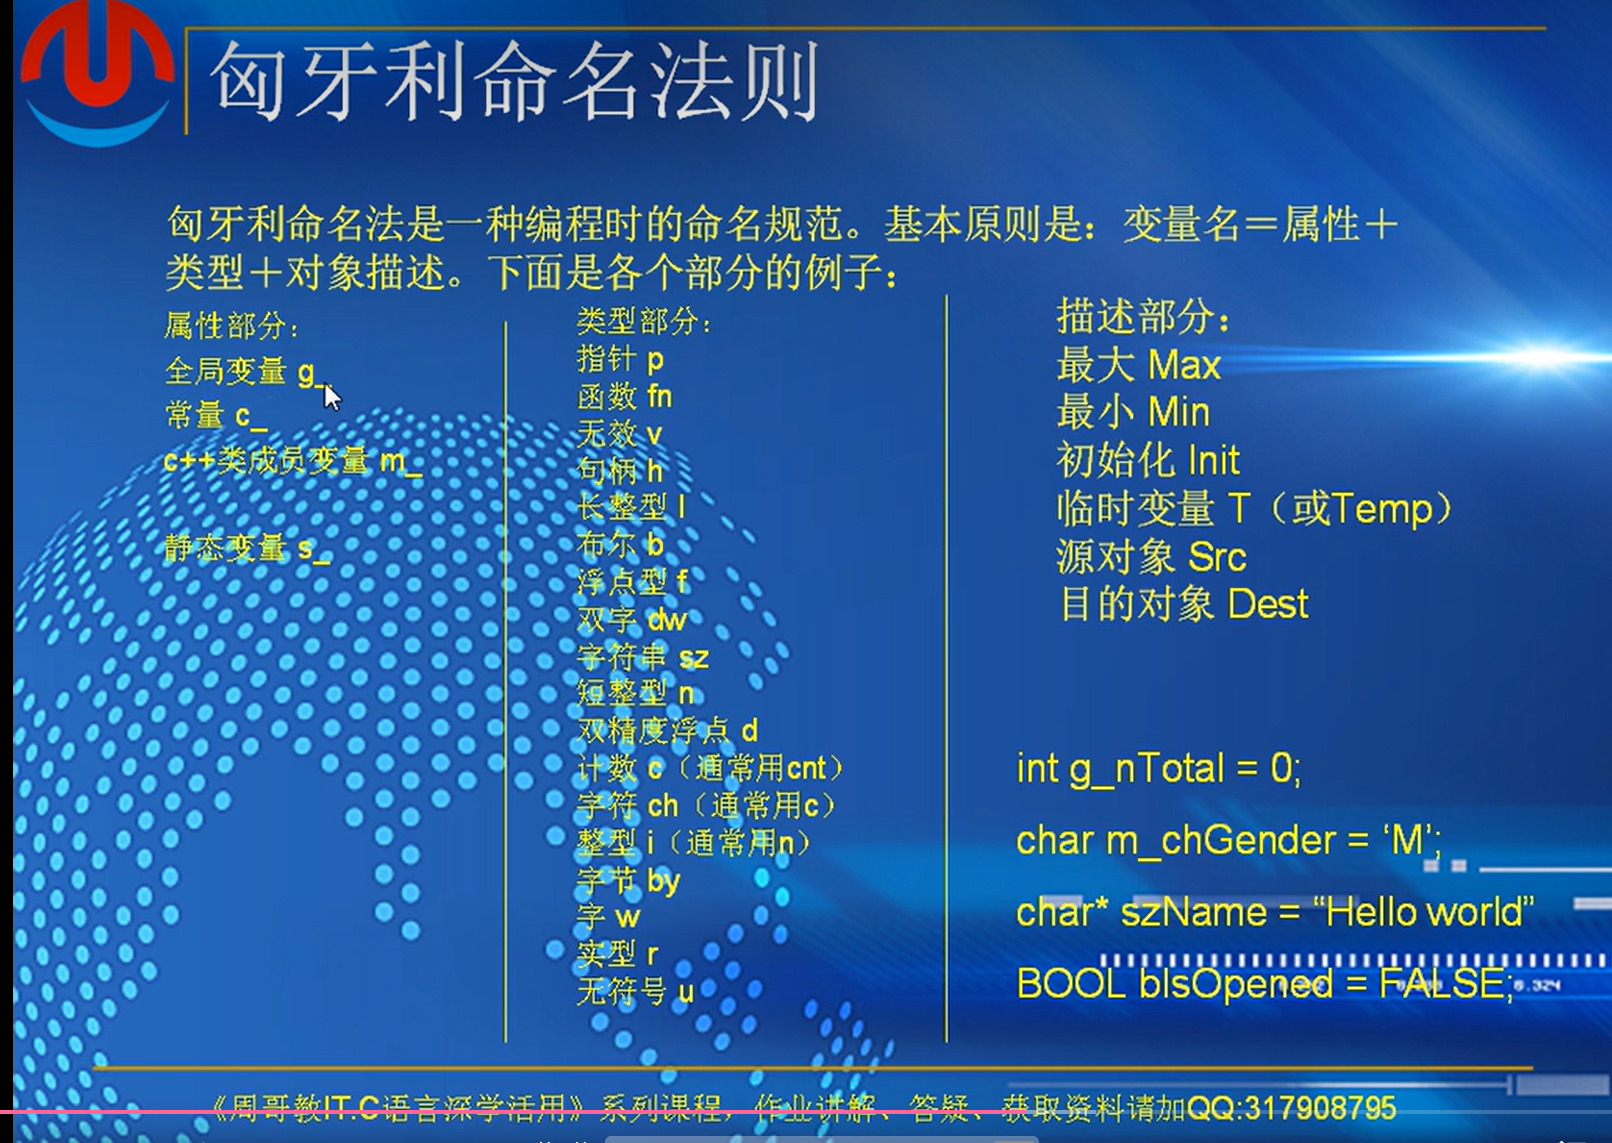 匈牙利命名法则
匈牙利命名法是一种编程时的命名规范。基本原则是：变量名＝属性＋
类型＋对象描述。下面是各个部分的例子：
属性部分：
全局变量 g_
常量 c_
c++类成员变量 m_
静态变量 s_
类型部分：
指针 p
函数 fn
无效 v
句柄 h
长整型 l
布尔 b
浮点型 f
双字 dw
字符串 sz
短整型 n
双精度浮点 d
计数 c（通常用cnt）
字符 ch（通常用c）
整型 i（通常用n）
字节 by
字 w
实型 r
无符号 u
描述部分：
最大 Max
最小 Min
初始化 Init
临时变量 T（或Temp）
源对象 Src
目的对象 Dest
int g_nTotal = 0;
char m_chGender = ‘M’;
char* szName = “Hello world”
BOOL bIsOpened = FALSE;
0.324
《周哥教IT.C语言深学活用》系列课程，作业讲解、答疑、获取资料请加QQ:317908795